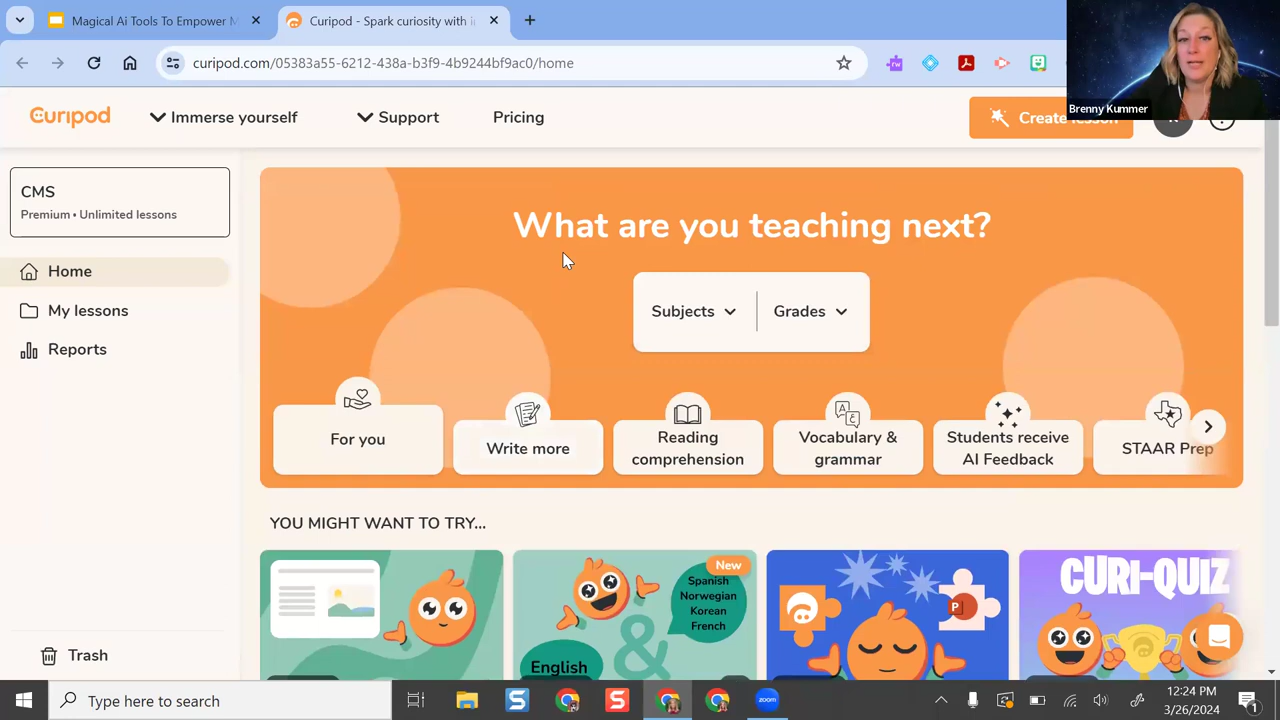 Magical Ai Tools To Empower M
Curipod - Spark curiosity with i
curipod.com/05383a55-6212-438a-b3f9-4b9244bf9ac0/home
Brenny Kummer
Curipod
Immerse yourself
Support
Pricing
Create lesson
CMS
Premium • Unlimited lessons
Home
My lessons
Reports
Trash
What are you teaching next?
Subjects
Grades
For you
Write more
Reading
comprehension
Vocabulary &
grammar
Students receive
AI Feedback
STAAR Prep
YOU MIGHT WANT TO TRY...
New
Spanish
Norwegian
Korean
French
&
English
P
CURI-QUIZ
Type here to search
zoom
12:24 PM
3/26/2024